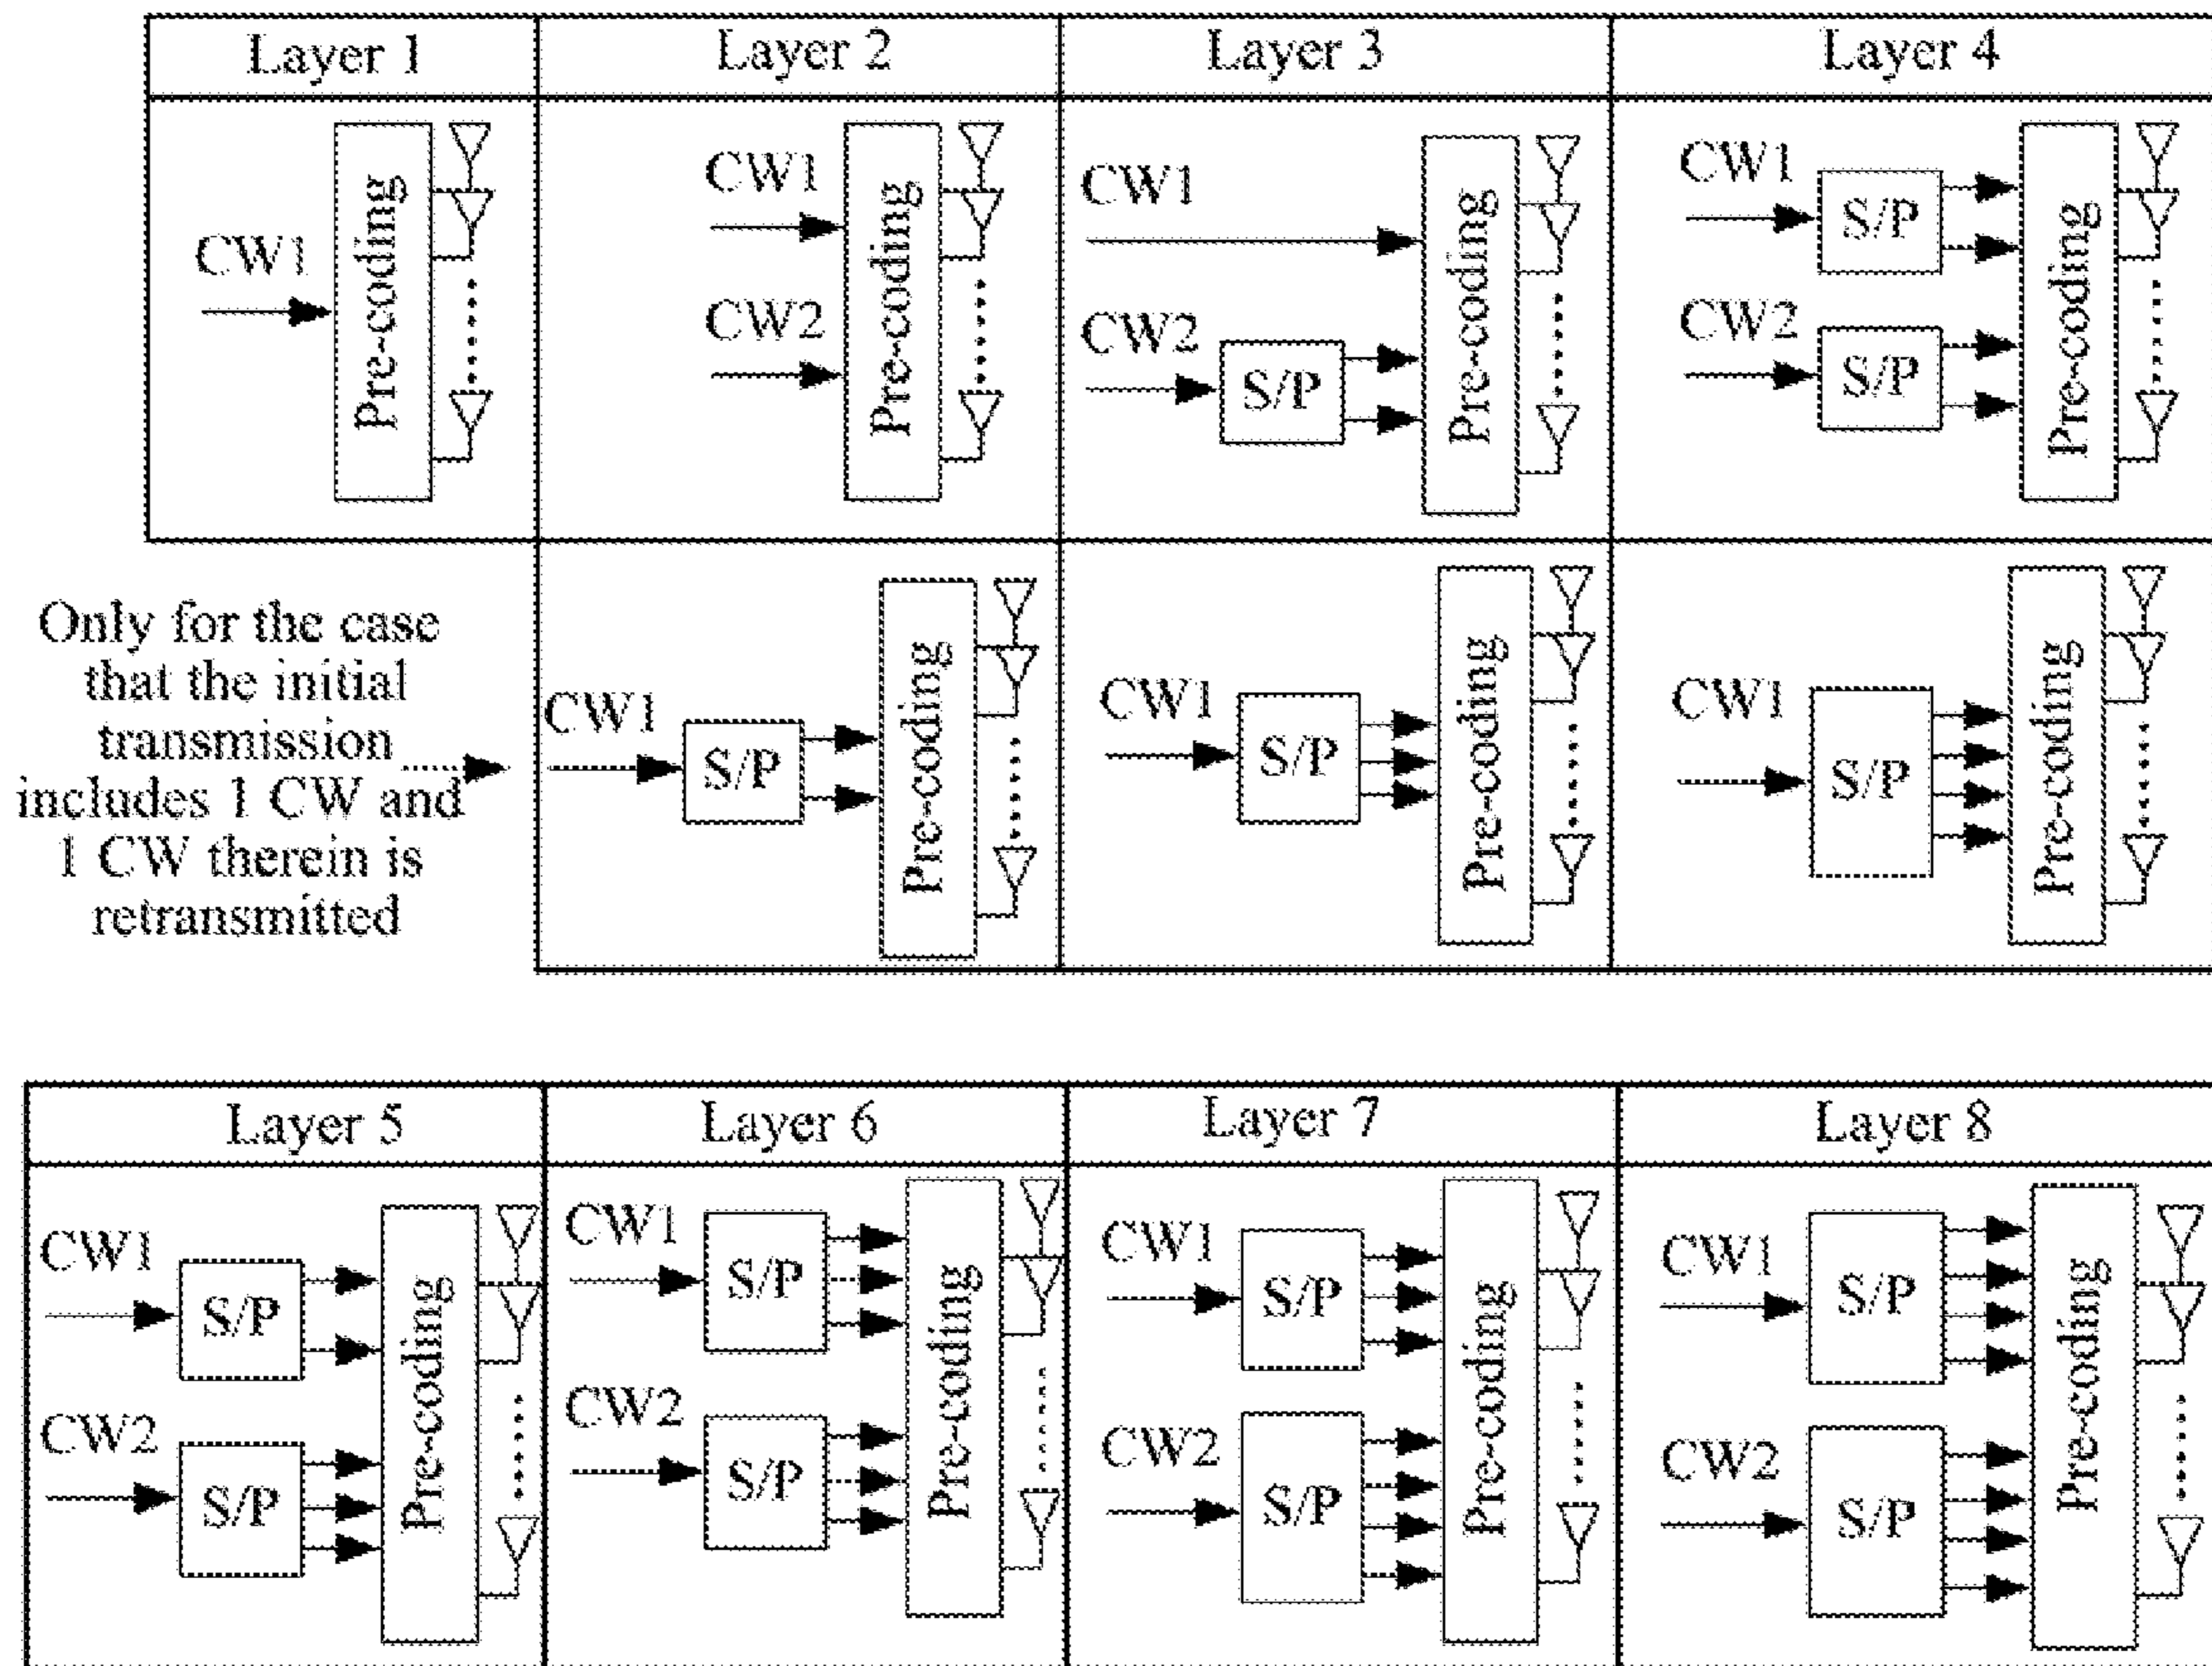 Layer 1
Layer 2
Layer 3
Layer 4
CW1
Pre-coding
CW1
CW2
Pre-coding
CW1
CW2
S/P
Pre-coding
CW1
S/P
CW2
S/P
Pre-coding
Only for the case
that the initial
transmission
includes 1 CW and
1 CW therein is
retransmitted
CW1
S/P
Pre-coding
CW1
S/P
Pre-coding
CW1
S/P
Pre-coding
Layer 5
Layer 6
Layer 7
Layer 8
CW1
S/P
CW2
S/P
Pre-coding
CW1
S/P
CW2
S/P
Pre-coding
CW1
S/P
CW2
S/P
Pre-coding
CW1
S/P
CW2
S/P
Pre-coding